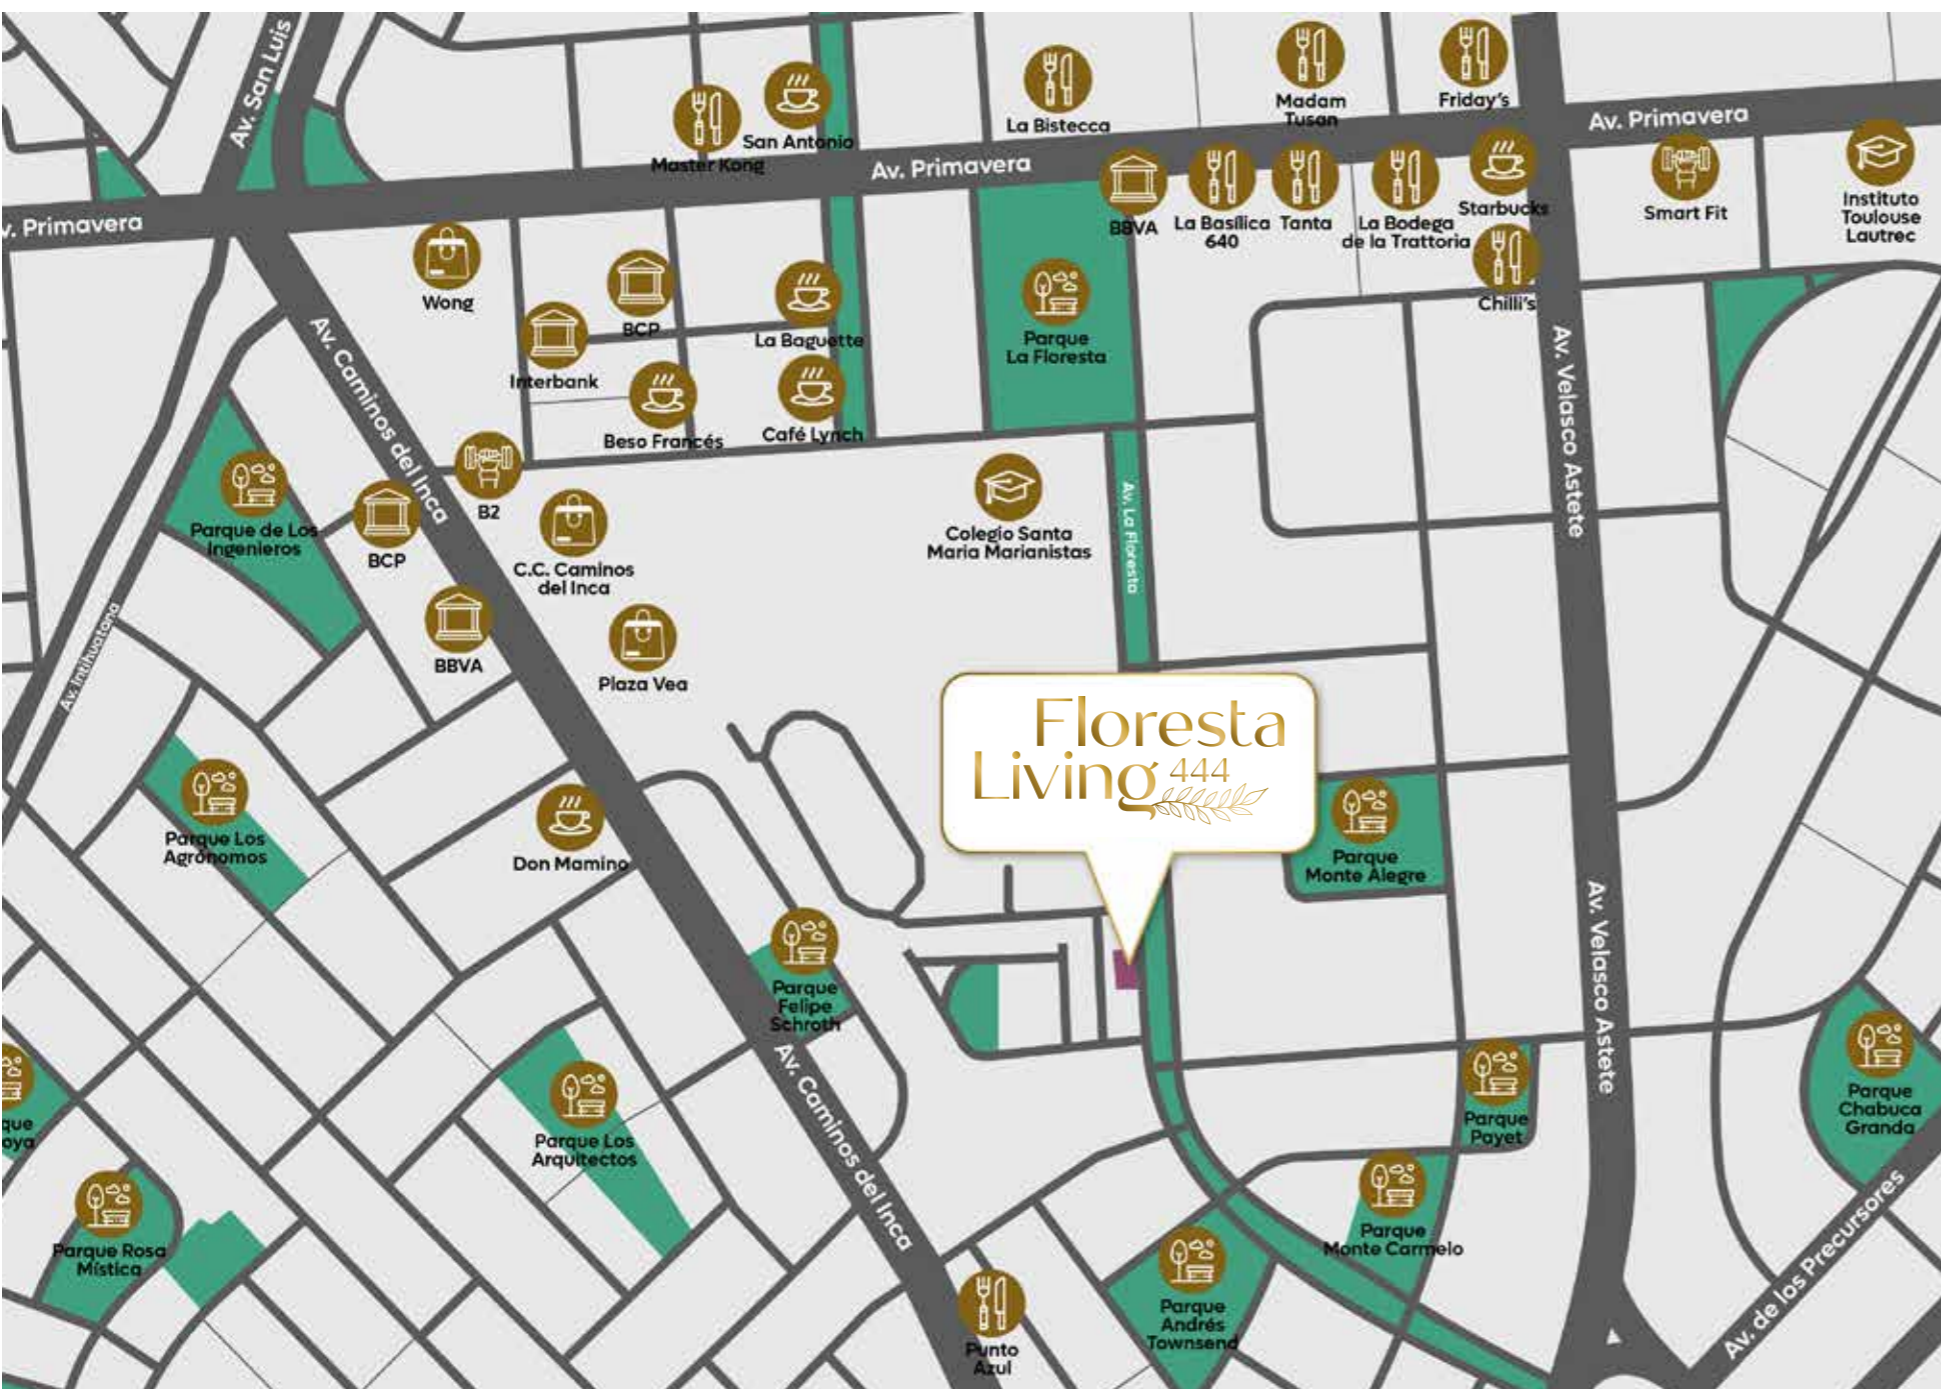 Av. San Luis
Madam
Tusan
Friday's
La Bistecca
San Antonio
Master Kong
Av. Primavera
Av. Primavera
v. Primavera
BBVA
La Basílica
640
Tanta
La Bodega
de la Trattoria
Starbucks
Smart Fit
Instituto
Toulouse
Lautrec
Chilli's
Wong
BCP
Interbank
La Baguette
Beso Francés
Café Lynch
Parque
La Floresta
Av. Caminos del Inca
Av. Velasco Astete
Parque de Los
Ingenieros
BCP
B2
C.C. Caminos
del Inca
BBVA
Plaza Vea
Colegio Santa
Maria Marianistas
Av. La Floresta
Av. Intihuatana
Floresta
Living 444
Parque Los
Agrónomos
Don Mamino
Parque
Monte Alegre
Av. Velasco Astete
Parque
Felipe
Schroth
Av. Caminos del Inca
Parque Los
Arquitectos
que
oya
Parque Rosa
Mística
Parque
Payet
Parque
Chabuca
Granda
Parque
Monte Carmelo
Parque
Andrés
Townsend
Punto
Azul
Av. de los Precursores